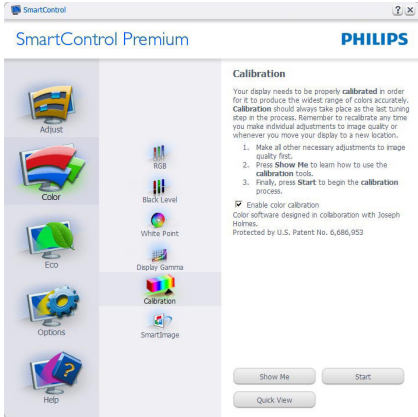 SmartControl
SmartControl Premium
PHILIPS
Adjust
Color
Eco
Options
Help
RGB
Black Level
White Point
Display Gamma
Calibration
SmartImage
Calibration
Your display needs to be properly calibrated in order
for it to produce the widest range of colors accurately.
Calibration should always take place as the last tuning
step in the process. Remember to recalibrate any time
you make individual adjustments to image quality or
whenever you move your display to a new location.
1. Make all other necessary adjustments to image
quality first.
2. Press Show Me to learn how to use the
calibration tools.
3. Finally, press Start to begin the calibration
process.
Enable color calibration
Color software designed in collaboration with Joseph
Holmes.
Protected by U.S. Patent No. 6,686,953
Show Me
Start
Quick View